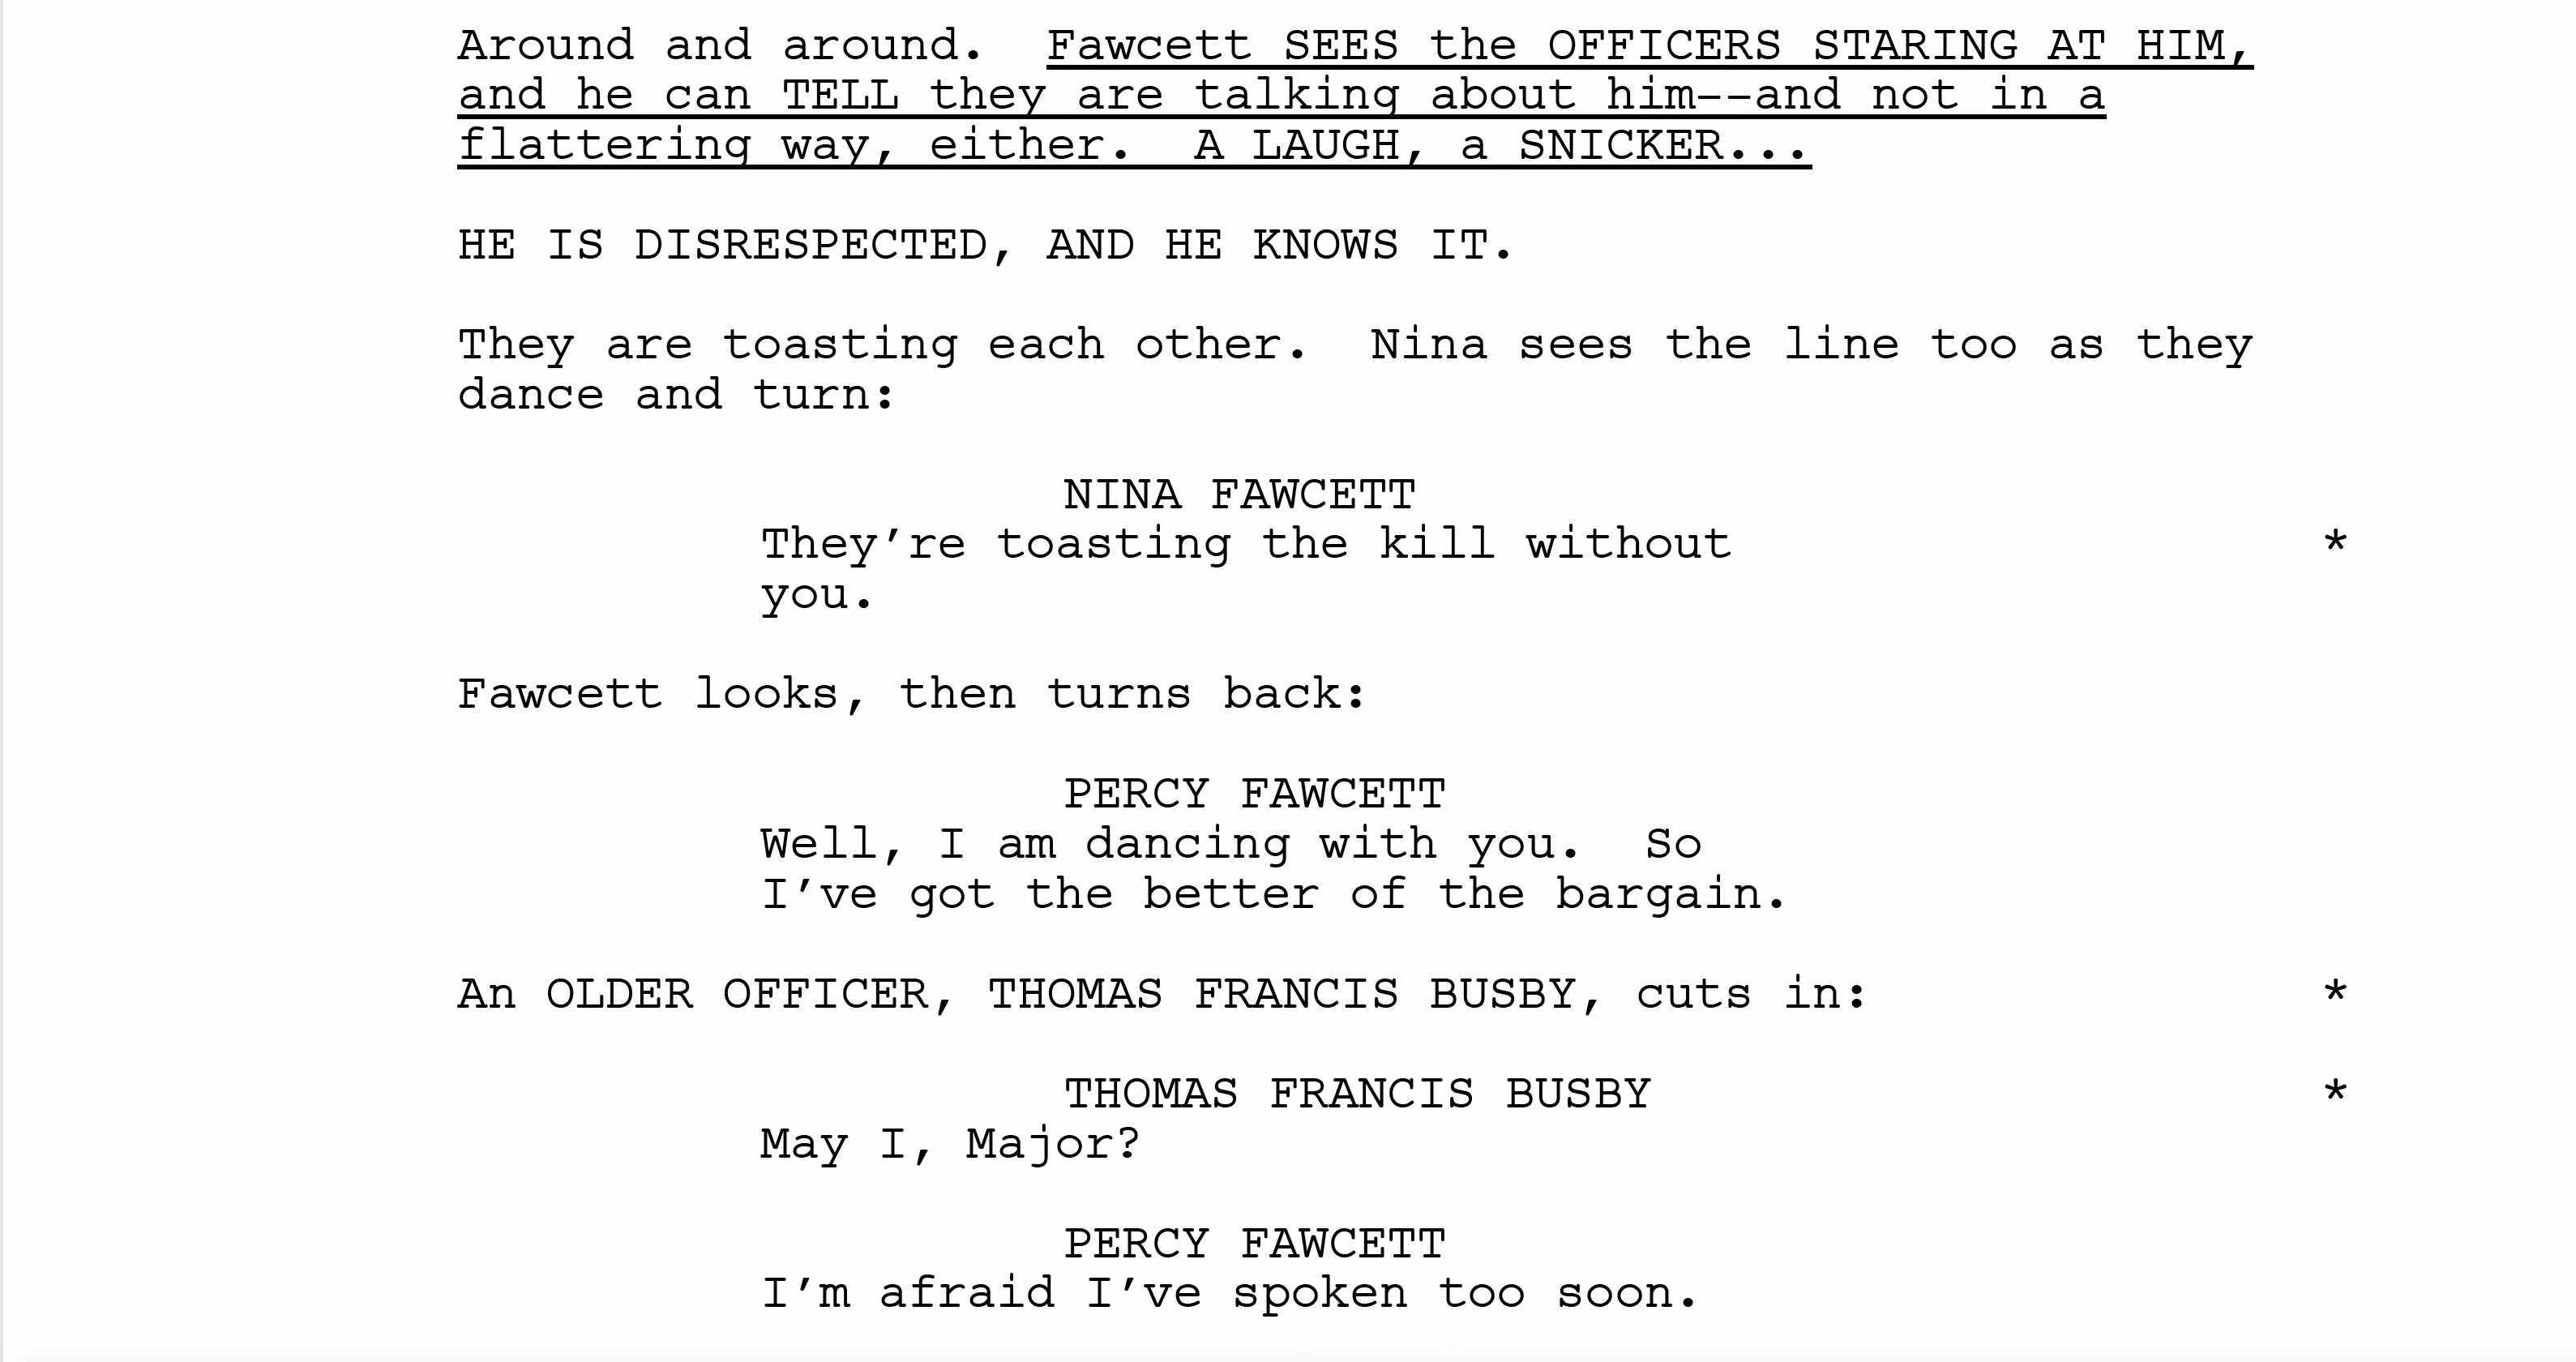 Around and around.  Fawcett SEES the OFFICERS STARING AT HIM,
and he can TELL they are talking about him--and not in a
flattering way, either.  A LAUGH, a SNICKER...
HE IS DISRESPECTED, AND HE KNOWS IT.
They are toasting each other.  Nina sees the line too as they
dance and turn:
NINA FAWCETT
They’re toasting the kill without *
you.
Fawcett looks, then turns back:
PERCY FAWCETT
Well, I am dancing with you.  So
I’ve got the better of the bargain.
An OLDER OFFICER, THOMAS FRANCIS BUSBY, cuts in: *
THOMAS FRANCIS BUSBY *
May I, Major?
PERCY FAWCETT
I’m afraid I’ve spoken too soon.